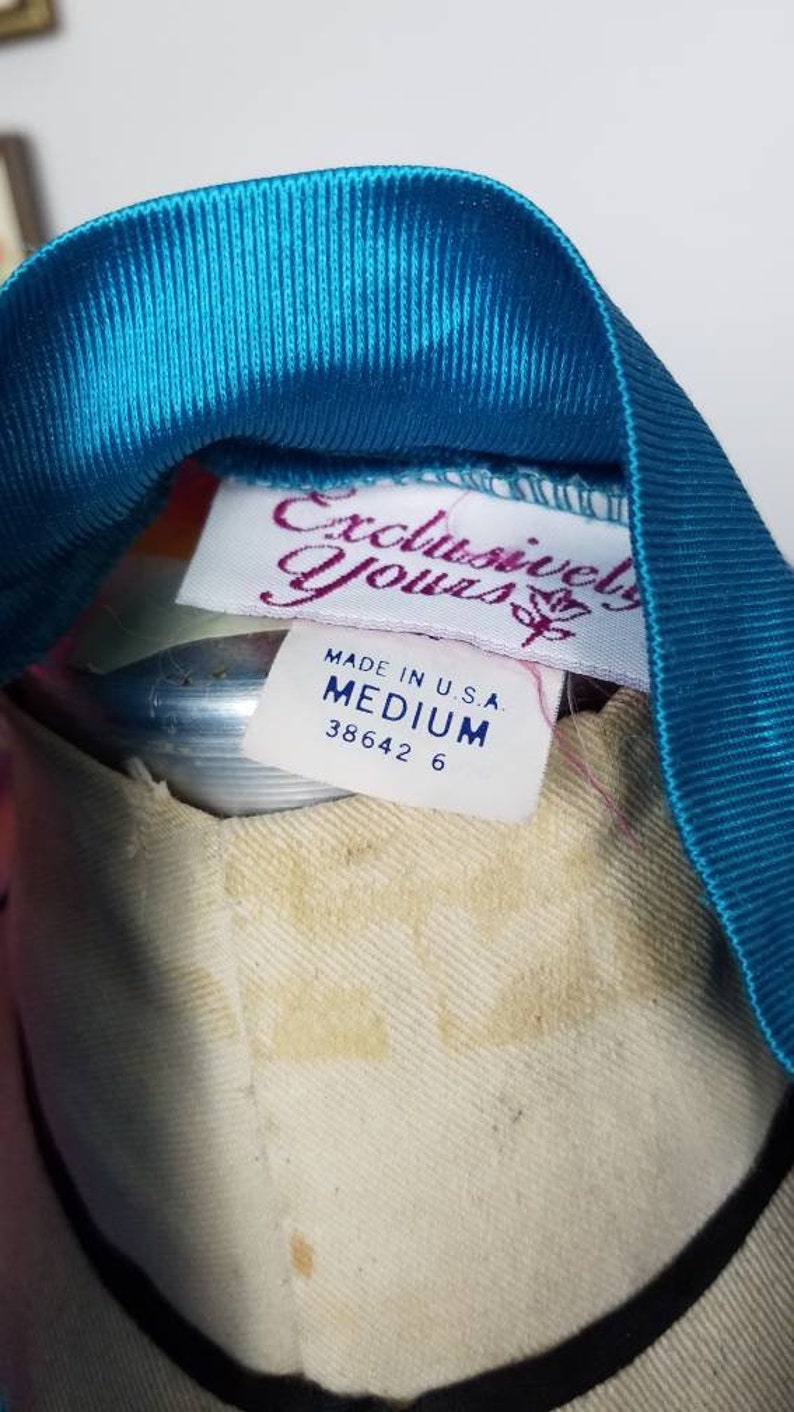 Exclusively
Yours
MADE IN U.S.A.
MEDIUM
38642 6